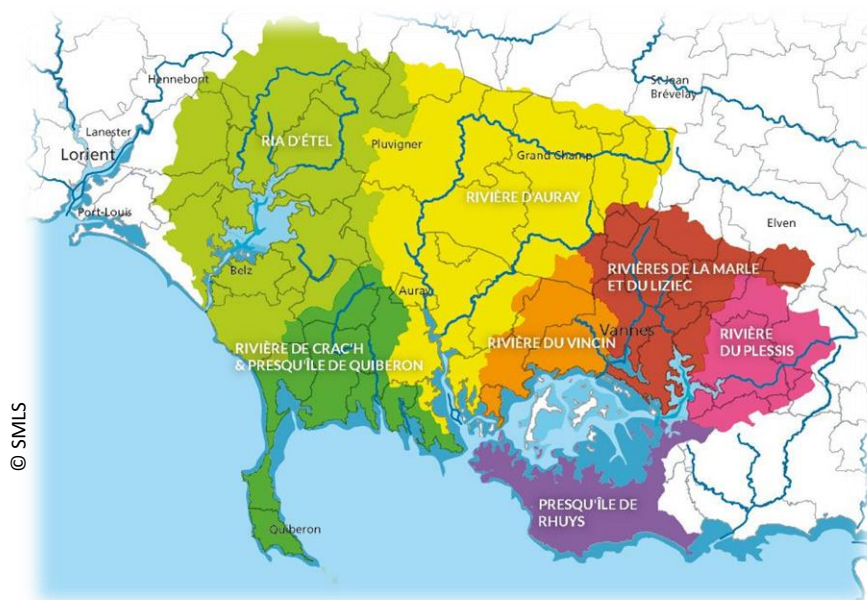 Hennebont
St Jean
Brévelay
Lanester
Lorient
RIA D'ÉTEL
Pluvigner
Grand Champ
RIVIÈRE D'AURAY
Port-Louis
Elven
Belz
RIVIÈRES DE LA MARLE
ET DU LIZIEC
Auray
Vannes
RIVIÈRE
DU PLESSIS
RIVIÈRE DE CRAC'H
& PRESQU'ÎLE DE QUIBERON
RIVIÈRE DU VINCIN
© SMLS
PRESQU'ÎLE DE
RHUYS
Quiberon